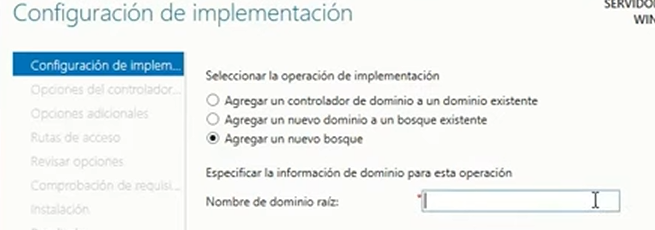 Configuración de implementación
SERVIDO
WIN
Configuración de implem...
Opciones del controlador...
Opciones adicionales
Rutas de acceso
Revisar opciones
Comprobación de requisi...
Instalación
Seleccionar la operación de implementación
Agregar un controlador de dominio a un dominio existente
Agregar un nuevo dominio a un bosque existente
Agregar un nuevo bosque
Especificar la información de dominio para esta operación
Nombre de dominio raíz:
*